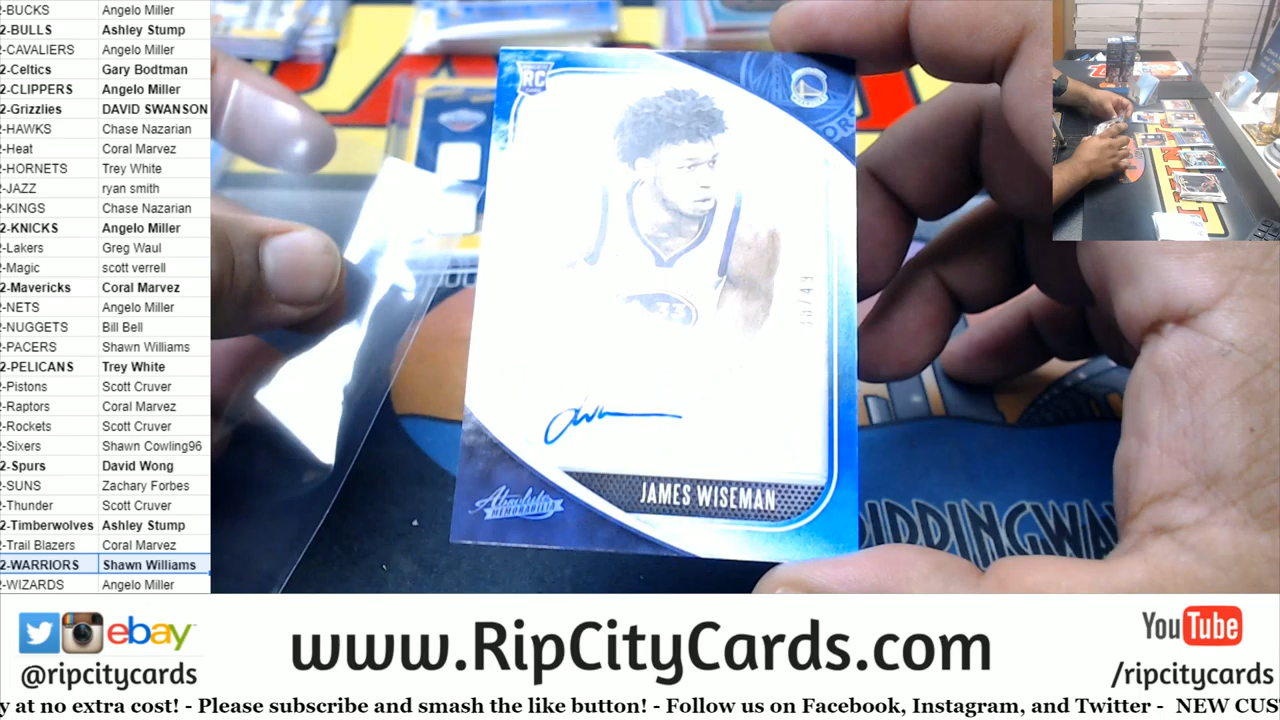 2-BUCKS Angelo Miller
2-BULLS Ashley Stump
2-CAVALIERS Angelo Miller
2-Celtics Gary Bodtman
2-CLIPPERS Angelo Miller
2-Grizzlies DAVID SWANSON
2-HAWKS Chase Nazarian
2-Heat Coral Marvez
2-HORNETS Trey White
2-JAZZ ryan smith
2-KINGS Chase Nazarian
2-KNICKS Angelo Miller
2-Lakers Greg Waul
2-Magic scott verrell
2-Mavericks Coral Marvez
2-NETS Angelo Miller
2-NUGGETS Bill Bell
2-PACERS Shawn Williams
2-PELICANS Trey White
2-Pistons Scott Cruver
2-Raptors Coral Marvez
2-Rockets Scott Cruver
2-Sixers Shawn Cowling96
2-Spurs David Wong
2-SUNS Zachary Forbes
2-Thunder Scott Cruver
2-Timberwolves Ashley Stump
2-Trail Blazers Coral Marvez
2-WARRIORS Shawn Williams
2-WIZARDS Angelo Miller
RC
33
JAMES WISEMAN
Absolute
MEMORABILIA
ebay
@ripcitycards
www.RipCityCards.com
YouTube
/ripcitycards
y at no extra cost! - Please subscribe and smash the like button! - Follow us on Facebook, Instagram, and Twitter - NEW CUS